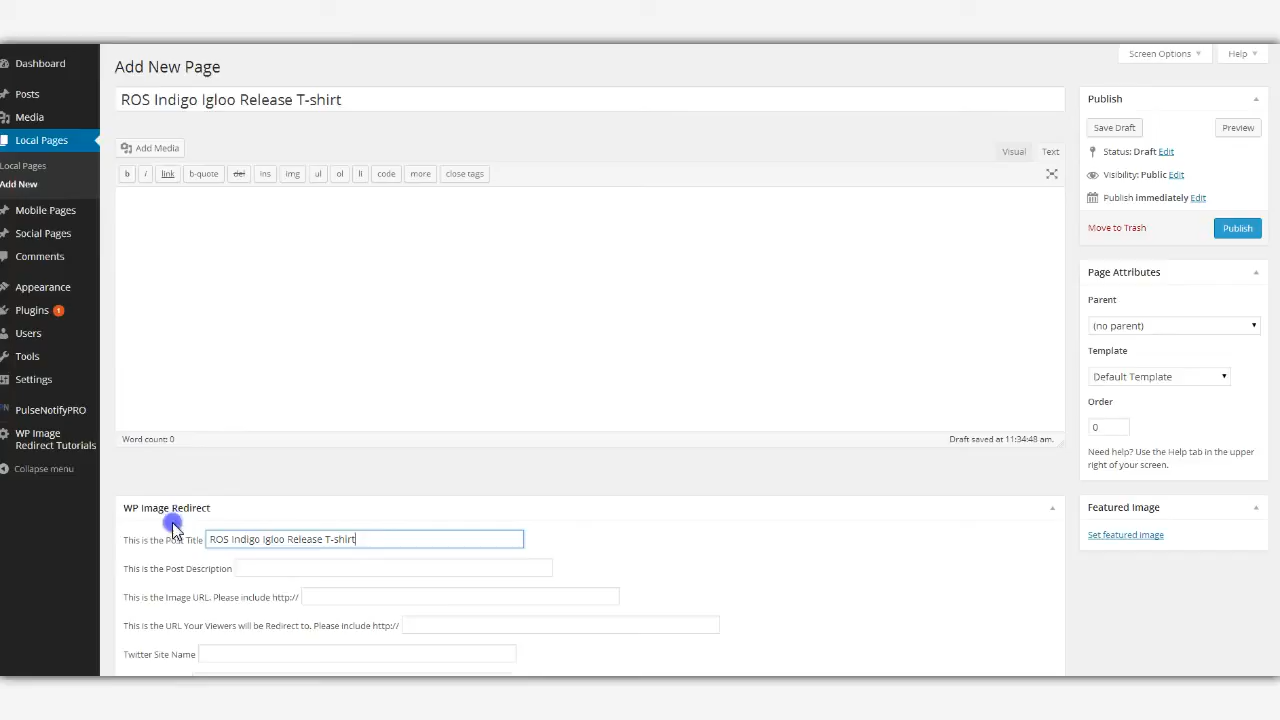 Screen Options
Help
Dashboard
Posts
Media
Local Pages
Local Pages
Add New
Mobile Pages
Social Pages
Comments
Appearance
Plugins 1
Users
Tools
Settings
PulseNotifyPRO
WP Image
Redirect Tutorials
Collapse menu
Add New Page
ROS Indigo Igloo Release T-shirt
Add Media
Visual
Text
b i link b-quote del ins img ul ol li code more close tags
Word count: 0
Draft saved at 11:34:48 am.
WP Image Redirect
This is the Post Title ROS Indigo Igloo Release T-shirt
This is the Post Description
This is the Image URL. Please include http://
This is the URL Your Viewers will be Redirect to. Please include http://
Twitter Site Name
Publish
Save Draft
Preview
Status: Draft Edit
Visibility: Public Edit
Publish immediately Edit
Move to Trash
Publish
Page Attributes
Parent
(no parent)
Template
Default Template
Order
0
Need help? Use the Help tab in the upper
right of your screen.
Featured Image
Set featured image